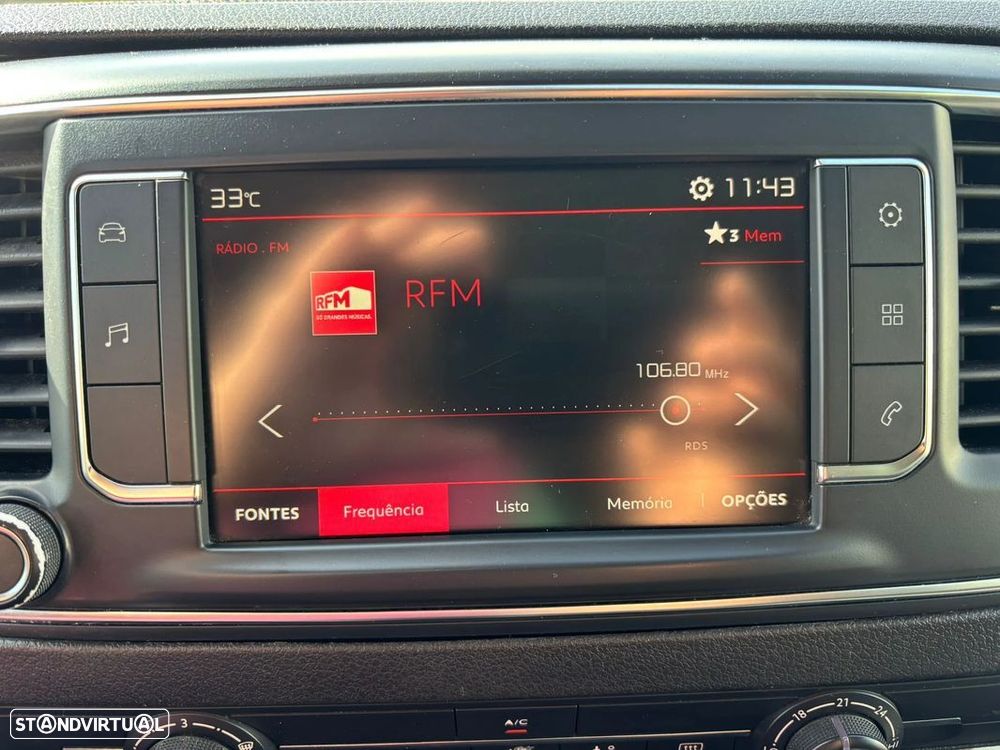 33°C
11:43
RÁDIO . FM
★3 Mem
RFM
SÓ GRANDES MÚSICAS.
RFM
106.80 MHz
RDS
FONTES Frequência Lista Memória OPÇÕES
STANDVIRTUAL
3
A/C
18 21 24